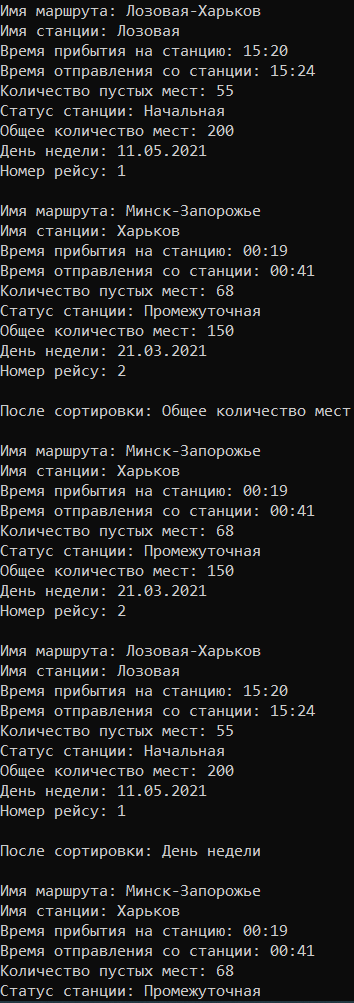 Имя маршрута: Лозовая-Харьков
Имя станции: Лозовая
Время прибытия на станцию: 15:20
Время отправления со станции: 15:24
Количество пустых мест: 55
Статус станции: Начальная
Общее количество мест: 200
День недели: 11.05.2021
Номер рейсу: 1

Имя маршрута: Минск-Запорожье
Имя станции: Харьков
Время прибытия на станцию: 00:19
Время отправления со станции: 00:41
Количество пустых мест: 68
Статус станции: Промежуточная
Общее количество мест: 150
День недели: 21.03.2021
Номер рейсу: 2

После сортировки: Общее количество мест

Имя маршрута: Минск-Запорожье
Имя станции: Харьков
Время прибытия на станцию: 00:19
Время отправления со станции: 00:41
Количество пустых мест: 68
Статус станции: Промежуточная
Общее количество мест: 150
День недели: 21.03.2021
Номер рейсу: 2

Имя маршрута: Лозовая-Харьков
Имя станции: Лозовая
Время прибытия на станцию: 15:20
Время отправления со станции: 15:24
Количество пустых мест: 55
Статус станции: Начальная
Общее количество мест: 200
День недели: 11.05.2021
Номер рейсу: 1

После сортировки: День недели

Имя маршрута: Минск-Запорожье
Имя станции: Харьков
Время прибытия на станцию: 00:19
Время отправления со станции: 00:41
Количество пустых мест: 68
Статус станции: Промежуточная